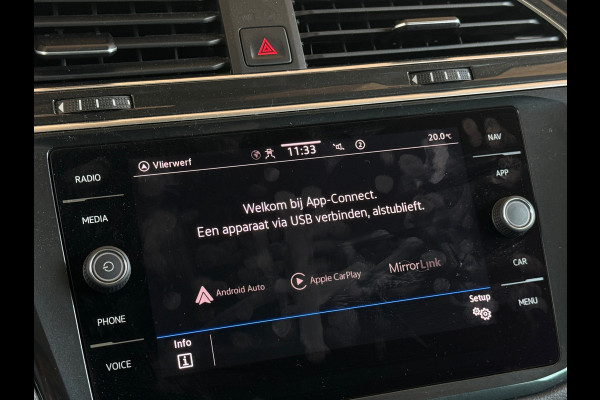 RADIO
MEDIA
PHONE
VOICE
Vlierwerf
11:33
2
20.0°C
Welkom bij App-Connect.
Een apparaat via USB verbinden, alstublieft.
Android Auto
Apple CarPlay
MirrorLink
Info
i
Setup
NAV
APP
CAR
MENU